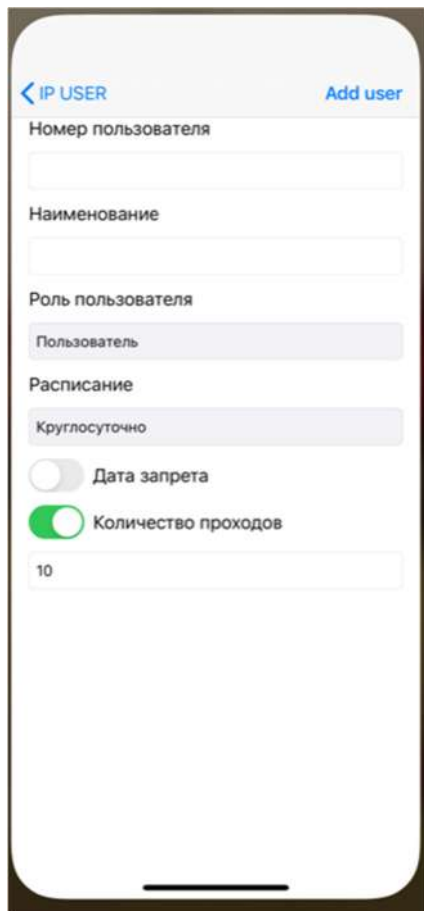 IP USER
Add user
Номер пользователя
Наименование
Роль пользователя
Пользователь
Расписание
Круглосуточно
Дата запрета
Количество проходов
10